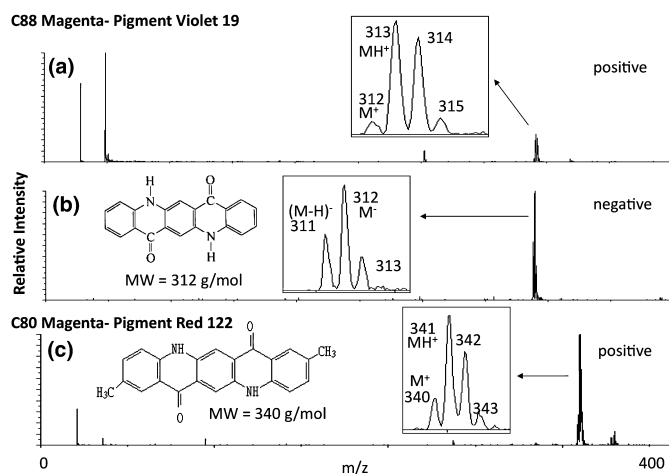 C88 Magenta- Pigment Violet 19
(a)
313
MH⁺
314
312
M⁺
315
positive
Relative Intensity
(b)
H
N
O
C
C
O
N
H
MW = 312 g/mol
(M-H)⁻
311
312
M⁻
313
negative
C80 Magenta- Pigment Red 122
(c)
O
NH
CH₃
H₃C
NH
O
MW = 340 g/mol
341
MH⁺
342
M⁺
340
343
positive
0
m/z
400